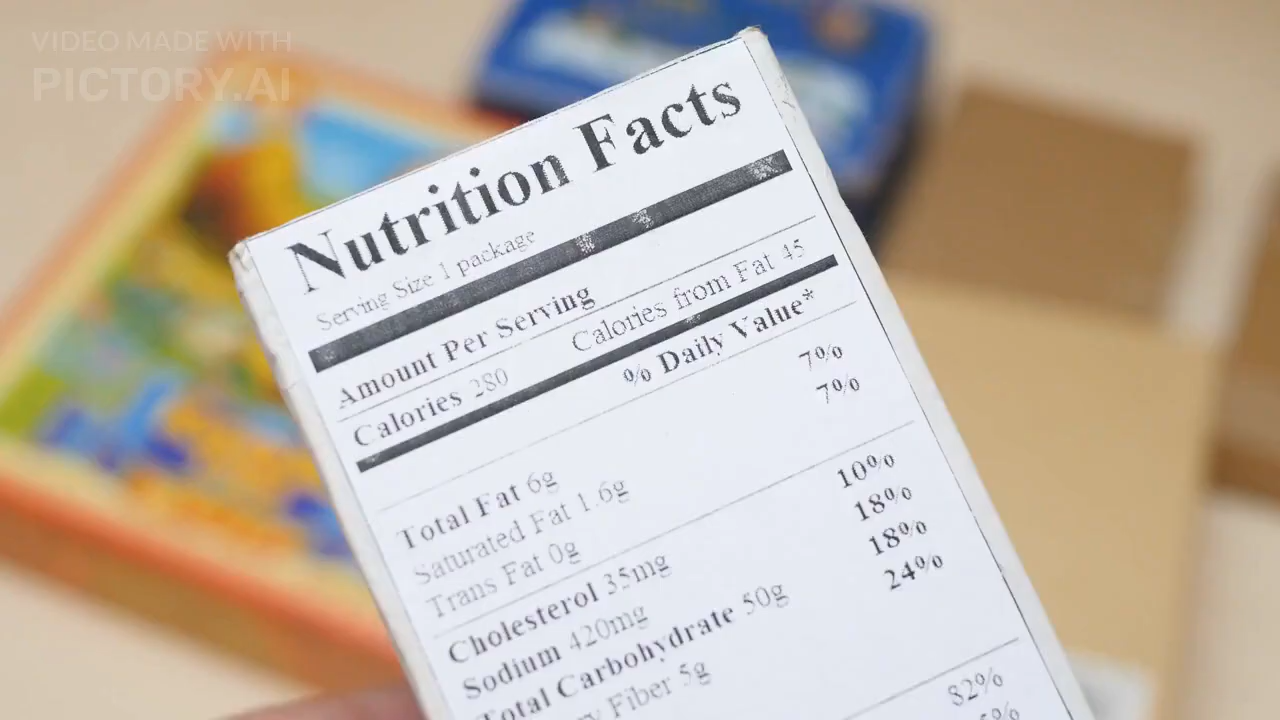 VIDEO MADE WITH
PICTORY.AI
Nutrition Facts
Serving Size 1 package
Amount Per Serving
Calories 280 Calories from Fat 45
% Daily Value*
Total Fat 6g 7%
Saturated Fat 1.6g 7%
Trans Fat 0g
Cholesterol 35mg 10%
Sodium 420mg 18%
Total Carbohydrate 50g 18%
Fiber 5g 24%
82%